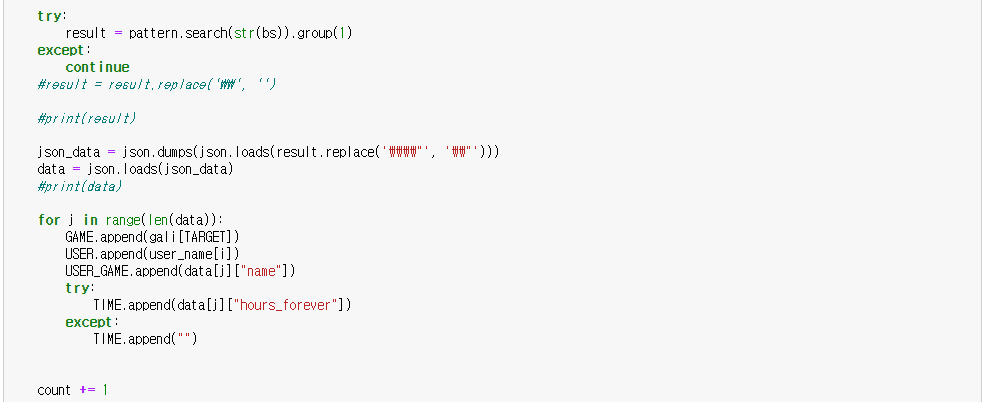 try:
    result = pattern.search(str(bs)).group(1)
except:
    continue
#result = result.replace('₩₩', '')
#print(result)
json_data = json.dumps(json.loads(result.replace('₩₩₩₩"', '₩₩"')))
data = json.loads(json_data)
#print(data)
for j in range(len(data)):
    GAME.append(gali[TARGET])
    USER.append(user_name[i])
    USER_GAME.append(data[j]["name"])
    try:
        TIME.append(data[j]["hours_forever"])
    except:
        TIME.append("")
count += 1